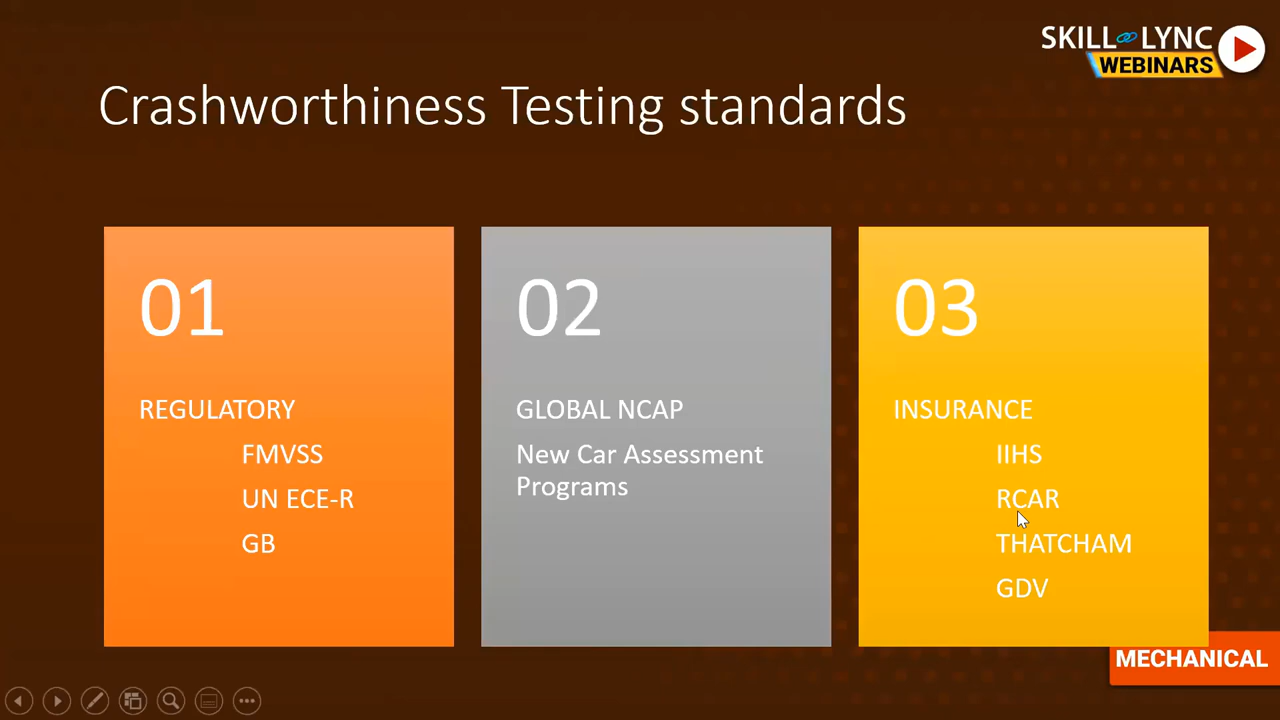 SKILL LYNC
WEBINARS
Crashworthiness Testing standards
01
REGULATORY
FMVSS
UN ECE-R
GB
02
GLOBAL NCAP
New Car Assessment
Programs
03
INSURANCE
IIHS
RCAR
THATCHAM
GDV
MECHANICAL